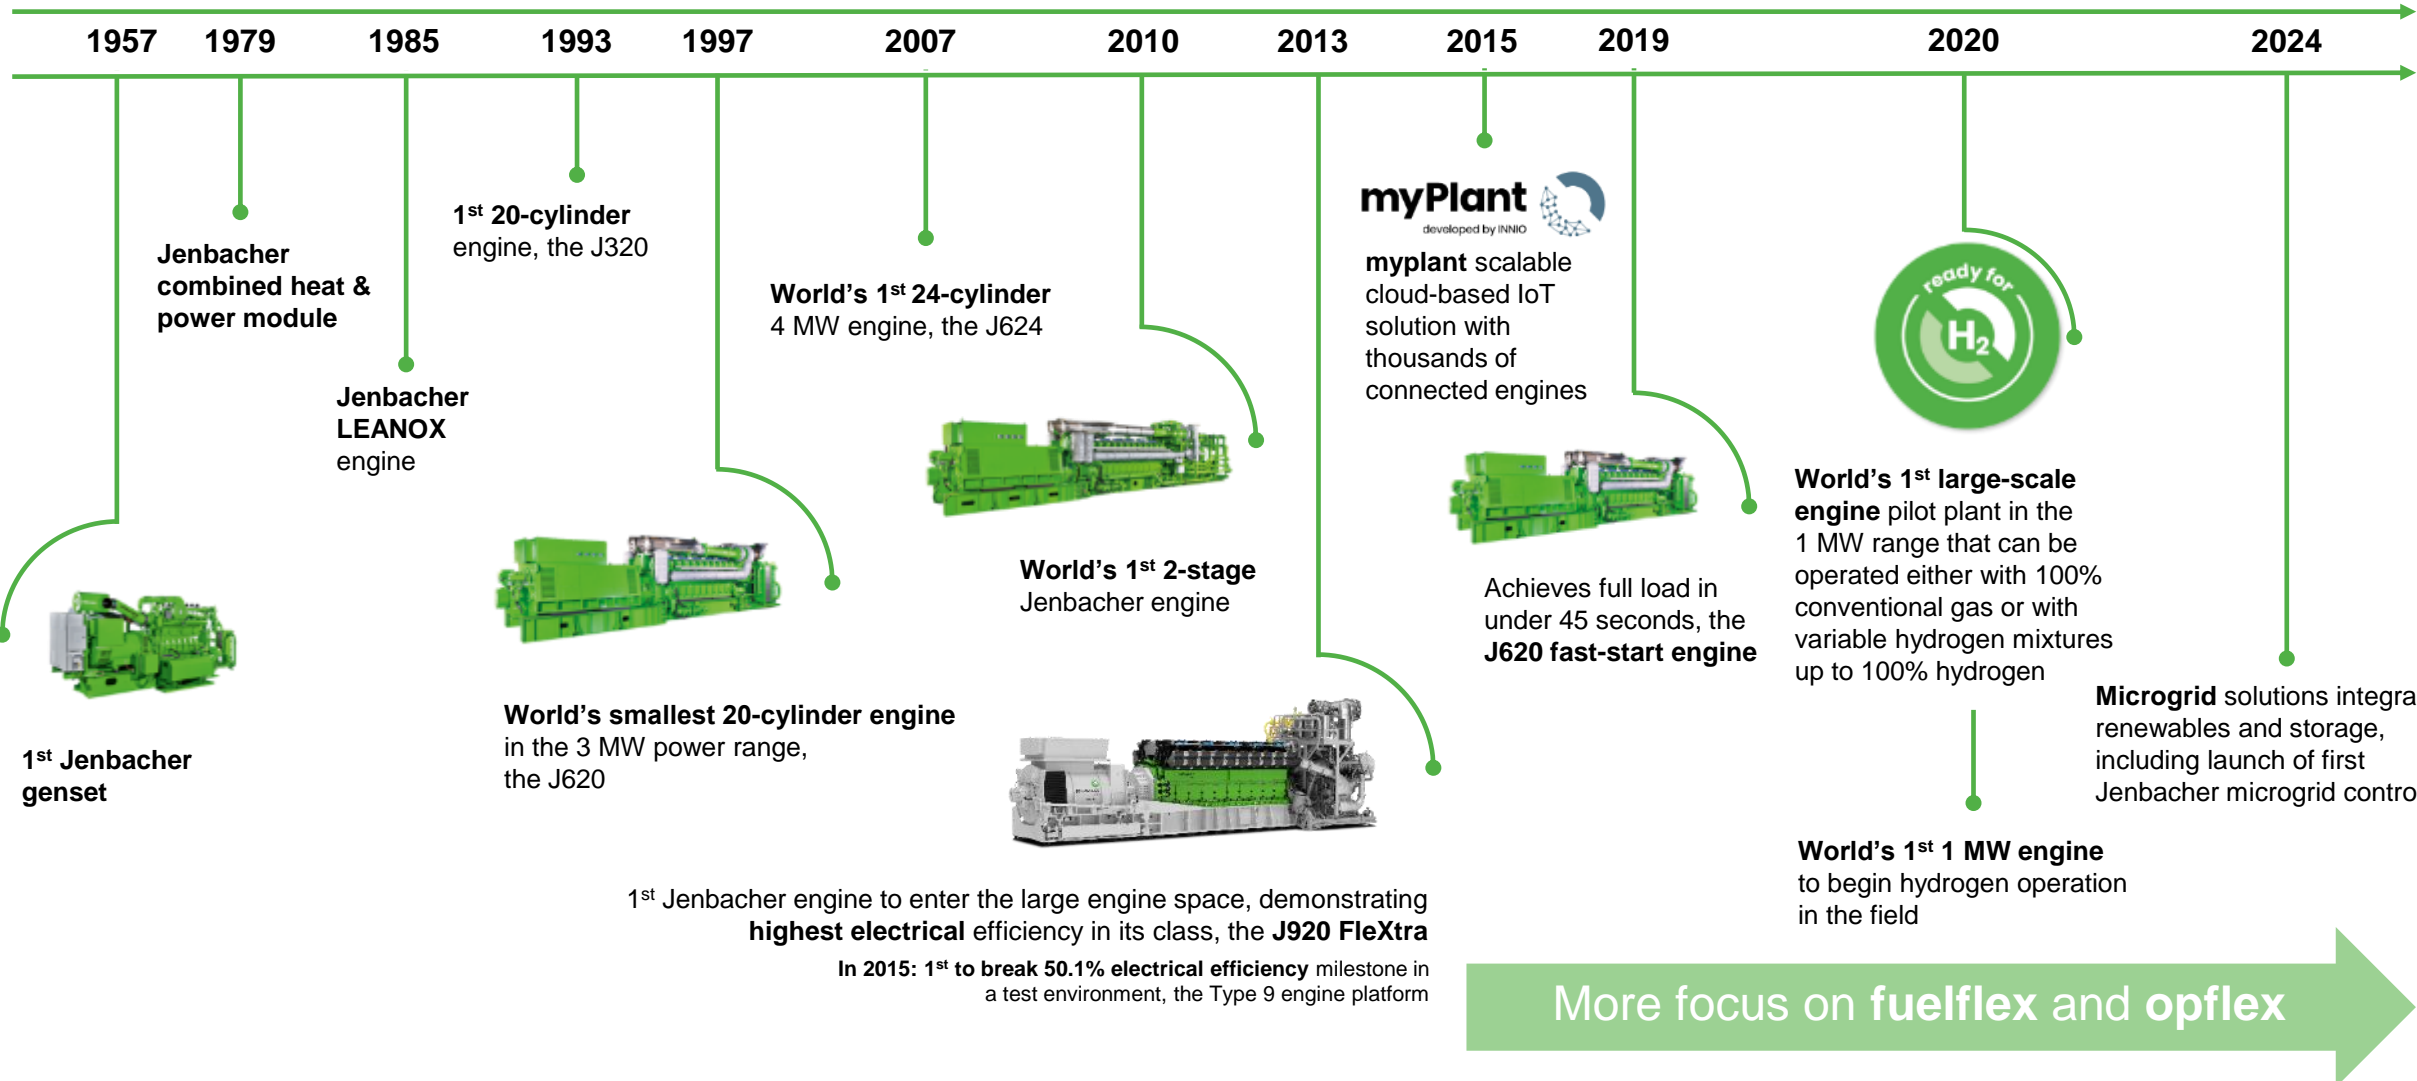 1957 1979 1985 1993 1997 2007 2010 2013 2015 2019 2020 2024
1st Jenbacher
genset
Jenbacher
combined heat &
power module
Jenbacher
LEANOX
engine
1st 20-cylinder
engine, the J320
World's smallest 20-cylinder engine
in the 3 MW power range,
the J620
World's 1st 24-cylinder
4 MW engine, the J624
World's 1st 2-stage
Jenbacher engine
1st Jenbacher engine to enter the large engine space, demonstrating
highest electrical efficiency in its class, the J920 FleXtra
In 2015: 1st to break 50.1% electrical efficiency milestone in
a test environment, the Type 9 engine platform
myPlant
developed by INNIO
myplant scalable
cloud-based IoT
solution with
thousands of
connected engines
Achieves full load in
under 45 seconds, the
J620 fast-start engine
ready for
H2
World's 1st large-scale
engine pilot plant in the
1 MW range that can be
operated either with 100%
conventional gas or with
variable hydrogen mixtures
up to 100% hydrogen
World's 1st 1 MW engine
to begin hydrogen operation
in the field
Microgrid solutions integra
renewables and storage,
including launch of first
Jenbacher microgrid contro
More focus on fuelflex and opflex